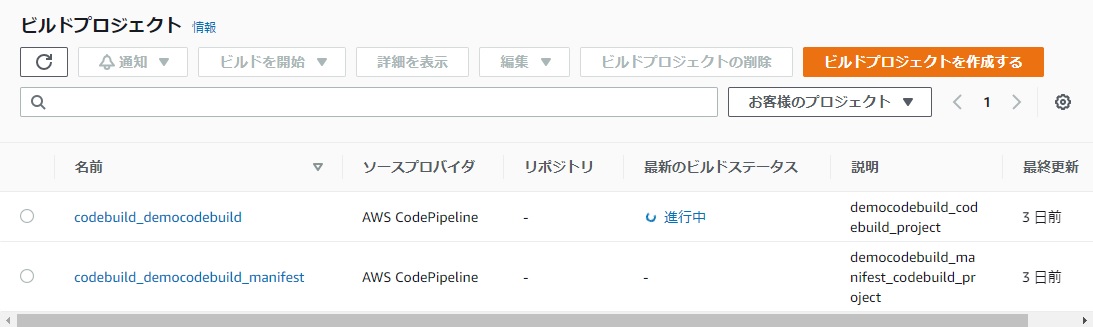 ビルドプロジェクト 情報
通知 ビルドを開始 詳細を表示 編集 ビルドプロジェクトの削除 ビルドプロジェクトを作成する
お客様のプロジェクト 1
名前 ソースプロバイダ リポジトリ 最新のビルドステータス 説明 最終更新
codebuild_democodebuild AWS CodePipeline - 進行中 democodebuild_cod
ebuild_project 3 日前
codebuild_democodebuild_manifest AWS CodePipeline - - democodebuild_ma
nifest_codebuild_pr
oject 3 日前